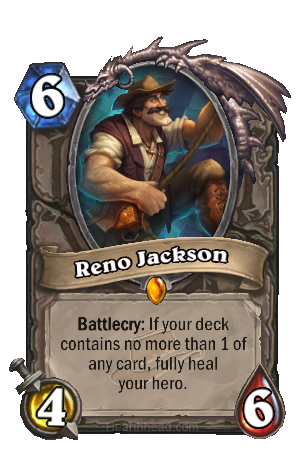 6
Reno Jackson
Battlecry: If your deck
contains no more than 1 of
any card, fully heal
your hero.
4
6